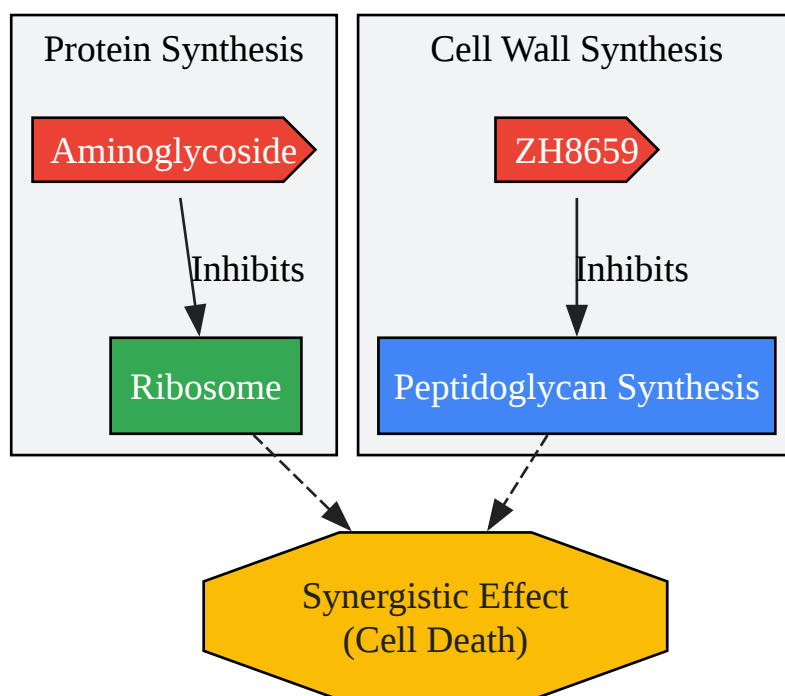 Protein Synthesis
Aminoglycoside
Inhibits
Ribosome
Cell Wall Synthesis
ZH8659
Inhibits
Peptidoglycan Synthesis
Synergistic Effect
(Cell Death)